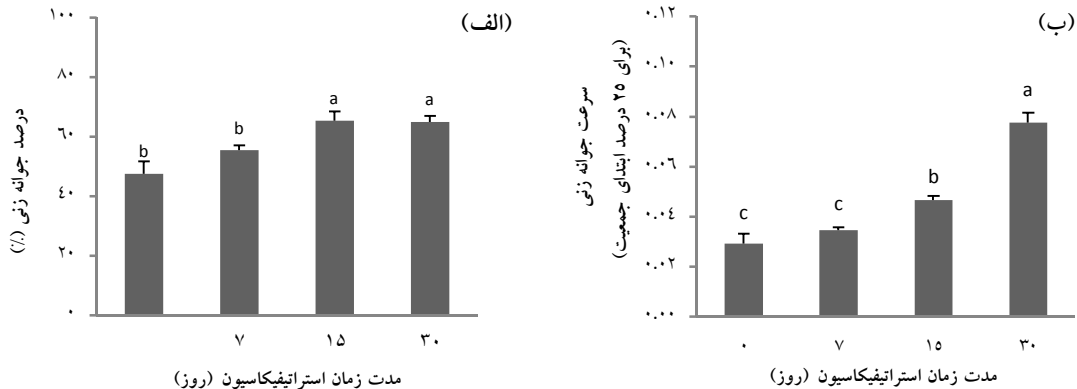 (الف)
درصد جوانه زنی (٪)
۱۰۰
۸۰
۶۰
۴۰
۲۰
۰
b
b
a
a
۷ ۱۵ ۳۰
مدت زمان استراتیفیکاسیون (روز)
(ب)
سرعت جوانه زنی
(برای ۲۵ درصد ابتدای جمعیت)
۰.۱۲
۰.۱۰
۰.۰۸
۰.۰۶
۰.۰۴
۰.۰۲
۰.۰۰
c
c
b
a
۰ ۷ ۱۵ ۳۰
مدت زمان استراتیفیکاسیون (روز)